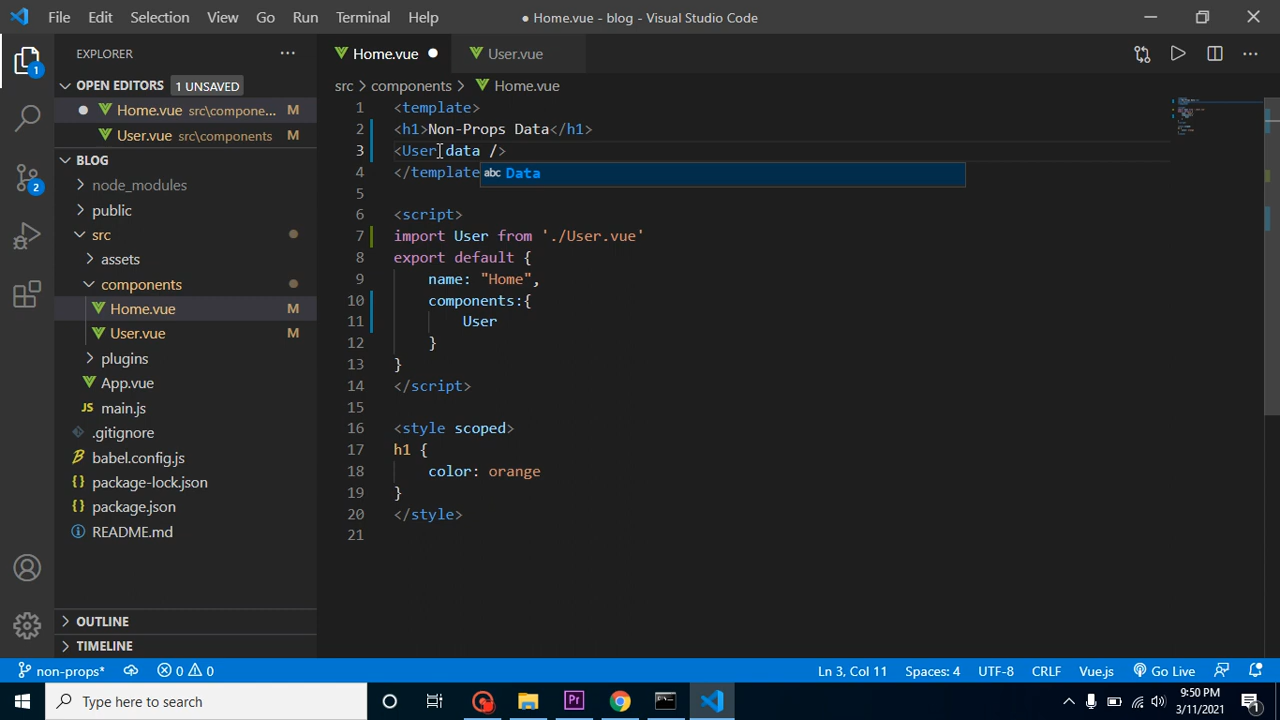 File Edit Selection View Go Run Terminal Help
● Home.vue - blog - Visual Studio Code
EXPLORER
OPEN EDITORS 1 UNSAVED
Home.vue src\compone... M
User.vue src\components M
BLOG
node_modules
public
src
assets
components
Home.vue M
User.vue M
plugins
App.vue
JS main.js
.gitignore
babel.config.js
{} package-lock.json
{} package.json
README.md
OUTLINE
TIMELINE
1
2
Home.vue ●
User.vue
src > components > Home.vue
1 <template>
2 <h1>Non-Props Data</h1>
3 <User data />
4 </template
abc Data
5
6 <script>
7 import User from './User.vue'
8 export default {
9 name: "Home",
10 components:{
11 User
12 }
13 }
14 </script>
15
16 <style scoped>
17 h1 {
18 color: orange
19 }
20 </style>
21
non-props* 0 0 Ln 3, Col 11 Spaces: 4 UTF-8 CRLF Vue.js Go Live
Type here to search
Pr
9:50 PM
3/11/2021
1